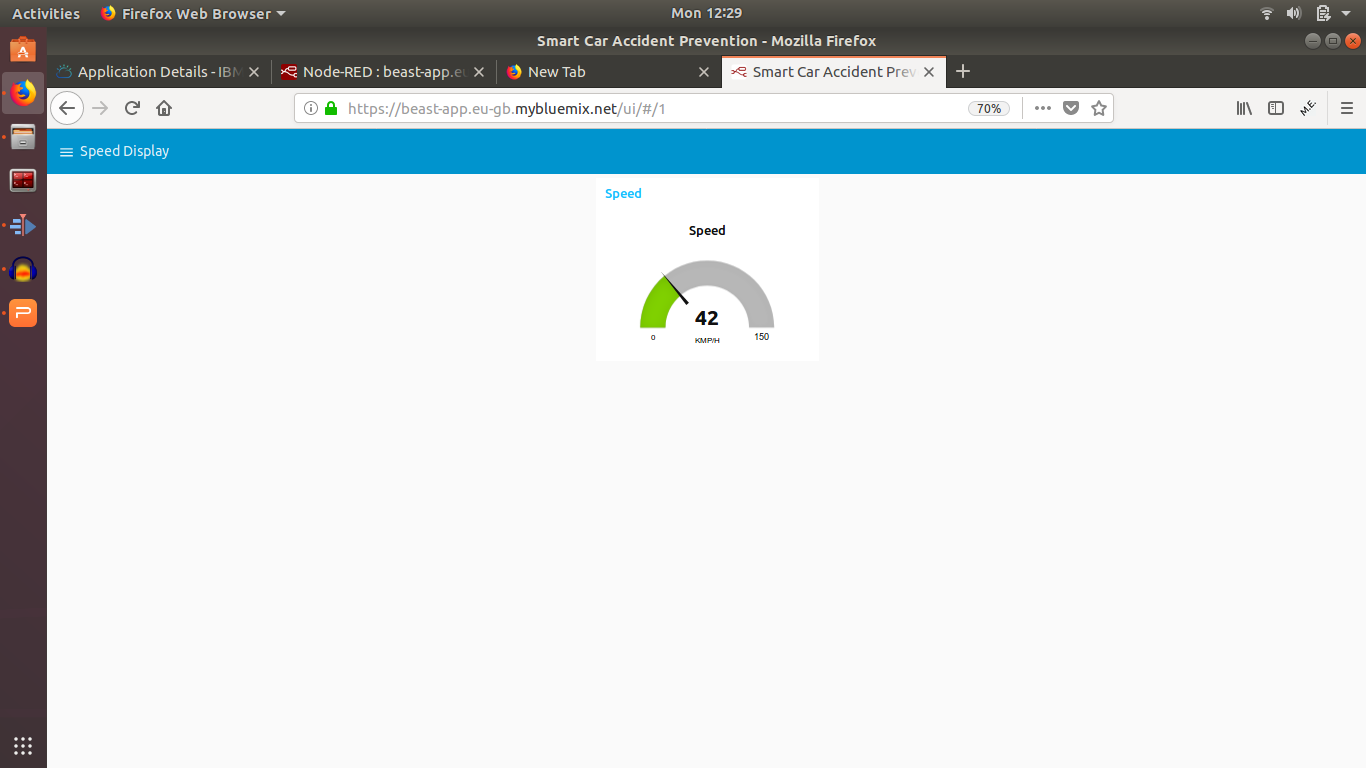 Activities Firefox Web Browser Mon 12:29
Smart Car Accident Prevention - Mozilla Firefox
Application Details - IBM Node-RED : beast-app.eu New Tab Smart Car Accident Prev
https://beast-app.eu-gb.mybluemix.net/ui/#/1 70% M.E.
Speed Display
Speed
Speed
42
0 KMP/H 150